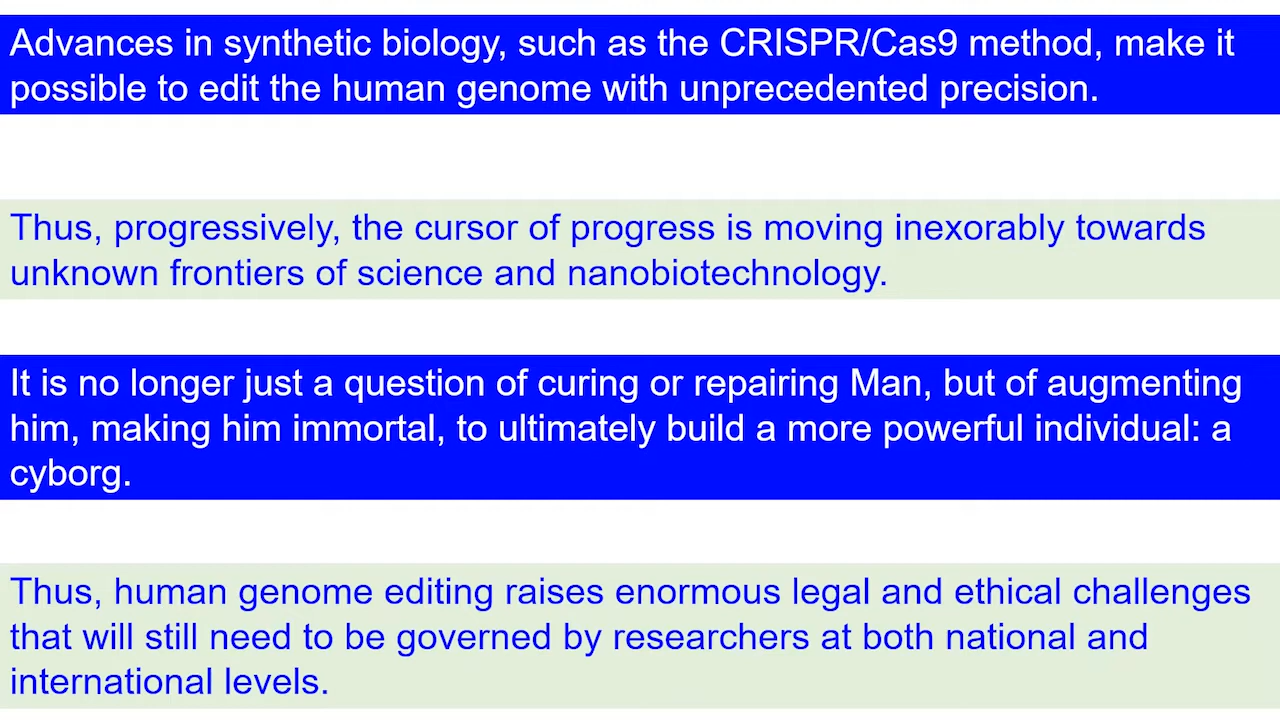 Advances in synthetic biology, such as the CRISPR/Cas9 method, make it
possible to edit the human genome with unprecedented precision.
Thus, progressively, the cursor of progress is moving inexorably towards
unknown frontiers of science and nanobiotechnology.
It is no longer just a question of curing or repairing Man, but of augmenting
him, making him immortal, to ultimately build a more powerful individual: a
cyborg.
Thus, human genome editing raises enormous legal and ethical challenges
that will still need to be governed by researchers at both national and
international levels.